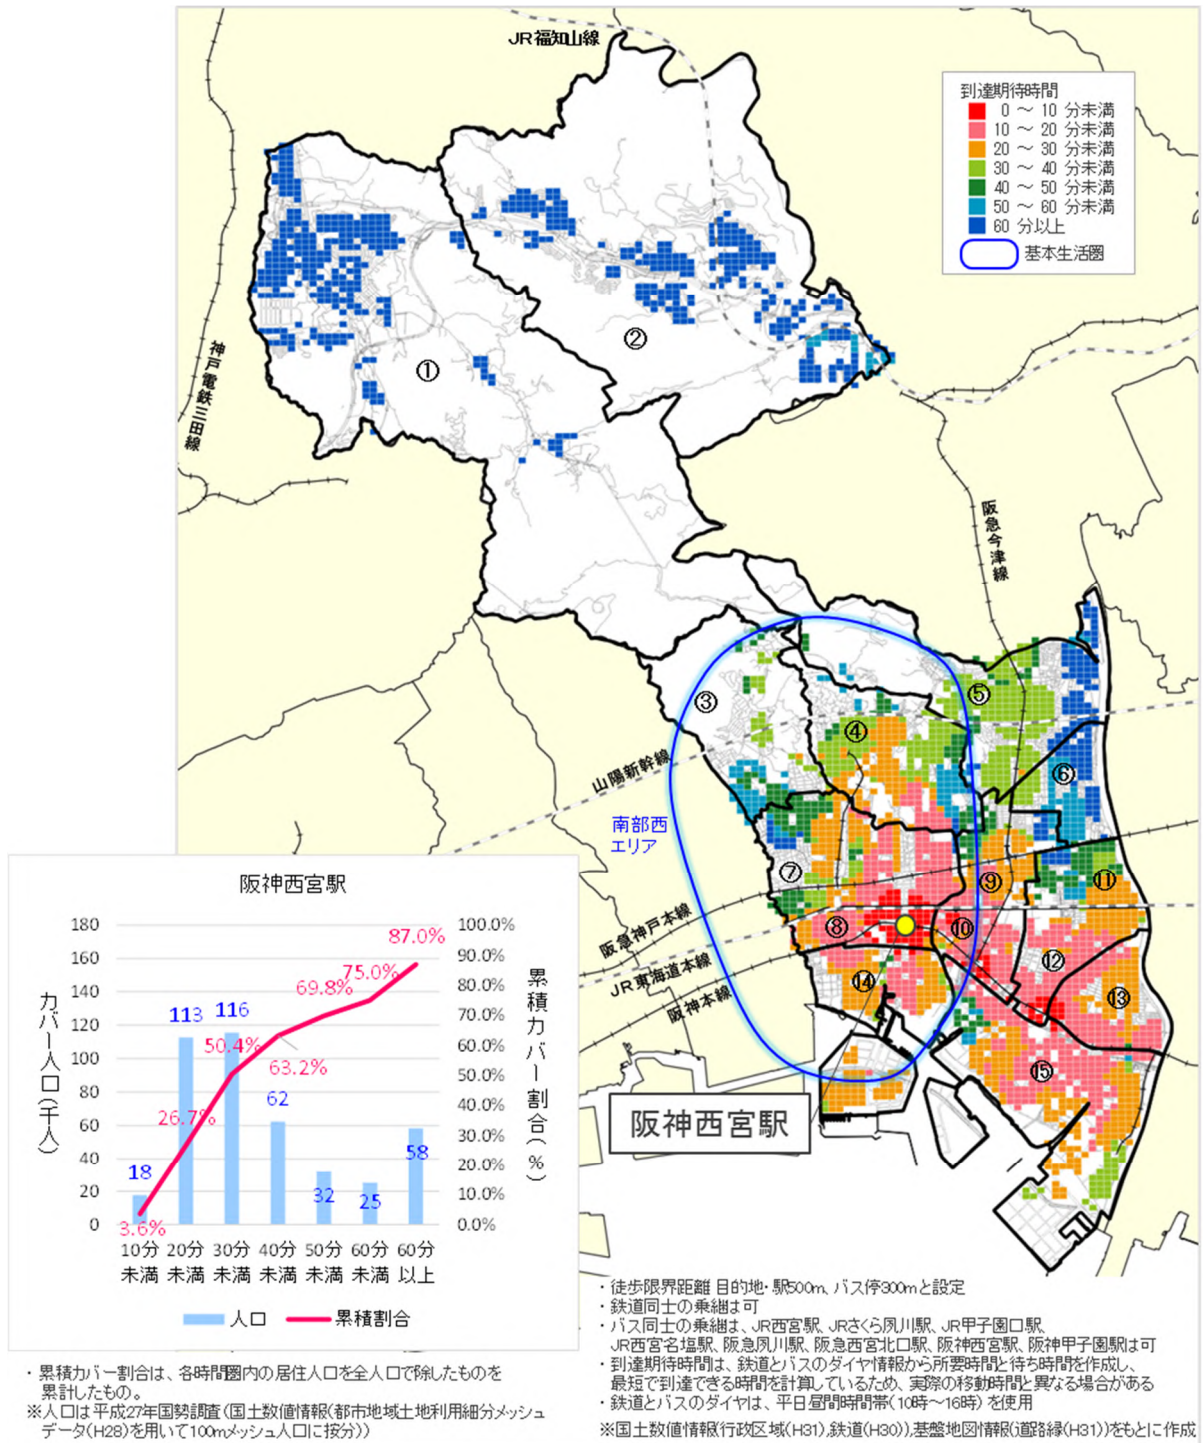 JR福知山線
到達期待時間
0 ～ 10 分未満
10 ～ 20 分未満
20 ～ 30 分未満
30 ～ 40 分未満
40 ～ 50 分未満
50 ～ 60 分未満
60 分以上
基本生活圏
神戸電鉄三田線
①
②
阪急今津線
③
④
⑤
⑥
山陽新幹線
南部西
エリア
⑦
⑧
⑨
⑩
⑪
⑫
⑬
⑭
⑮
阪急神戸本線
JR東海道本線
阪神本線
阪神西宮駅
阪神西宮駅
カバー人口(千人)
180
160
140
120
100
80
60
40
20
0
累積カバー割合(%)
100.0%
90.0%
80.0%
70.0%
60.0%
50.0%
40.0%
30.0%
20.0%
10.0%
0.0%
18
113
116
62
32
25
58
3.6%
26.7%
50.4%
63.2%
69.8%
75.0%
87.0%
10分 20分 30分 40分 50分 60分 60分
未満 未満 未満 未満 未満 未満 以上
人口 累積割合
・累積カバー割合は、各時間圏内の居住人口を全人口で除したものを
累計したもの。
※人口は平成27年国勢調査(国土数値情報(都市地域土地利用細分メッシュ
データ(H28)を用いて100mメッシュ人口に按分))
・徒歩限界距離 目的地・駅500m、バス停300mと設定
・鉄道同士の乗継は可
・バス同士の乗継は、JR西宮駅、JRさくら夙川駅、JR甲子園口駅、
JR西宮名塩駅、阪急夙川駅、阪急西宮北口駅、阪神西宮駅、阪神甲子園駅は可
・到達期待時間は、鉄道とバスのダイヤ情報から所要時間と待ち時間を作成し、
最短で到達できる時間を計算しているため、実際の移動時間と異なる場合がある
・鉄道とバスのダイヤは、平日昼間時間帯(10時～16時)を使用
※国土数値情報(行政区域(H31),鉄道(H30)),基盤地図情報(道路縁(H31))をもとに作成